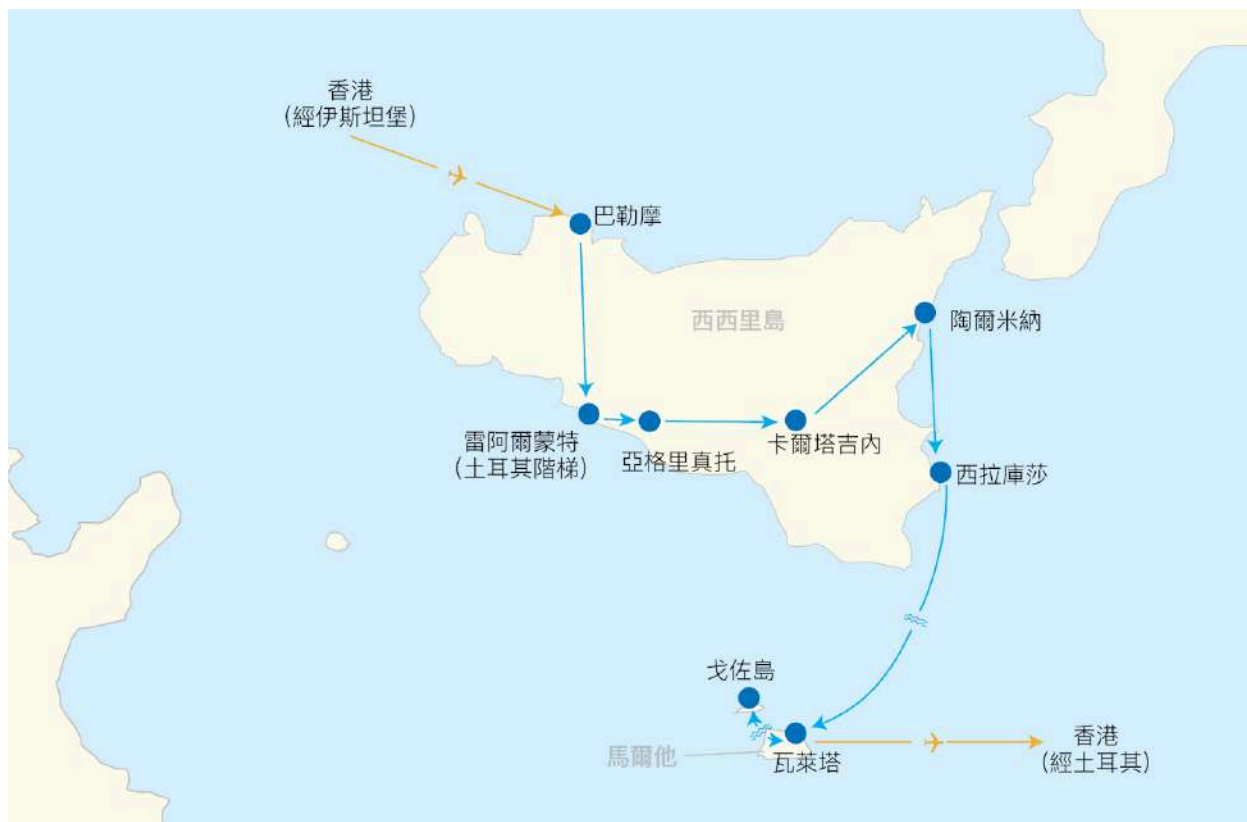 香港
(經伊斯坦堡)
巴勒摩
西西里島
陶爾米納
雷阿爾蒙特
(土耳其階梯)
亞格里真托
卡爾塔吉內
西拉庫莎
戈佐島
馬爾他
瓦萊塔
香港
(經土耳其)